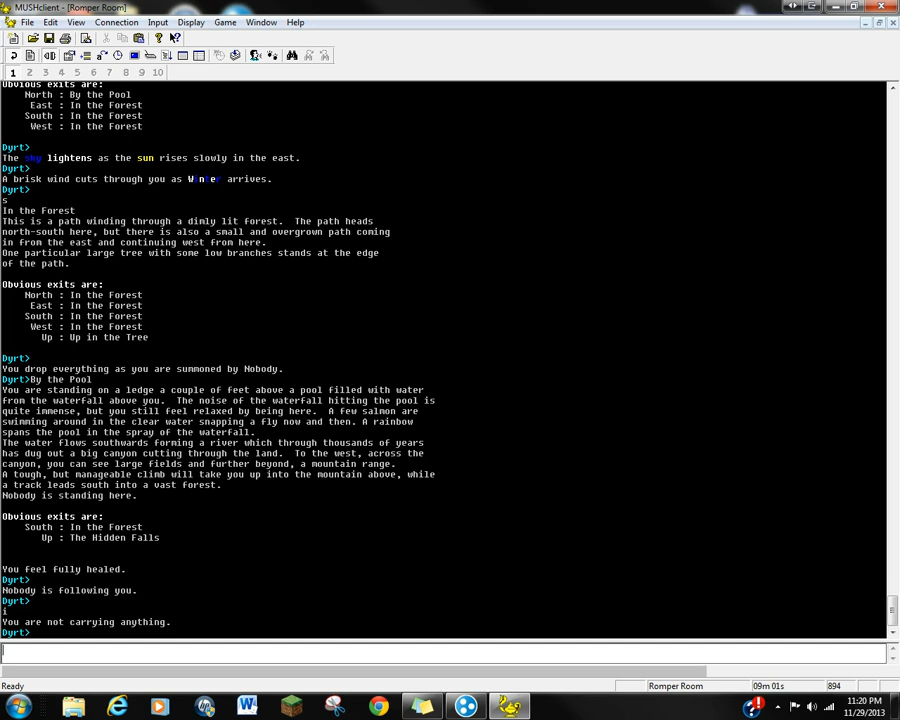 MUSHclient - [Romper Room]
File Edit View Connection Input Display Game Window Help
1 2 3 4 5 6 7 8 9 10
Obvious exits are:
North : By the Pool
East : In the Forest
South : In the Forest
West : In the Forest
Dyrt>
The sky lightens as the sun rises slowly in the east.
Dyrt>
A brisk wind cuts through you as Winter arrives.
Dyrt>
s
In the Forest
This is a path winding through a dimly lit forest. The path heads
north-south here, but there is also a small and overgrown path coming
in from the east and continuing west from here.
One particular large tree with some low branches stands at the edge
of the path.
Obvious exits are:
North : In the Forest
East : In the Forest
South : In the Forest
West : In the Forest
Up : Up in the Tree
Dyrt>
You drop everything as you are summoned by Nobody.
Dyrt>By the Pool
You are standing on a ledge a couple of feet above a pool filled with water
from the waterfall above you. The noise of the waterfall hitting the pool is
quite immense, but you still feel relaxed by being here. A few salmon are
swimming around in the clear water snapping a fly now and then. A rainbow
spans the pool in the spray of the waterfall.
The water flows southwards forming a river which through thousands of years
has dug out a big canyon cutting through the land. To the west, across the
canyon, you can see large fields and further beyond, a mountain range.
A tough, but manageable climb will take you up into the mountain above, while
a track leads south into a vast forest.
Nobody is standing here.
Obvious exits are:
South : In the Forest
Up : The Hidden Falls
You feel fully healed.
Dyrt>
Nobody is following you.
Dyrt>
i
You are not carrying anything.
Dyrt>
Ready Romper Room 09m 01s 894
11:20 PM
11/29/2013